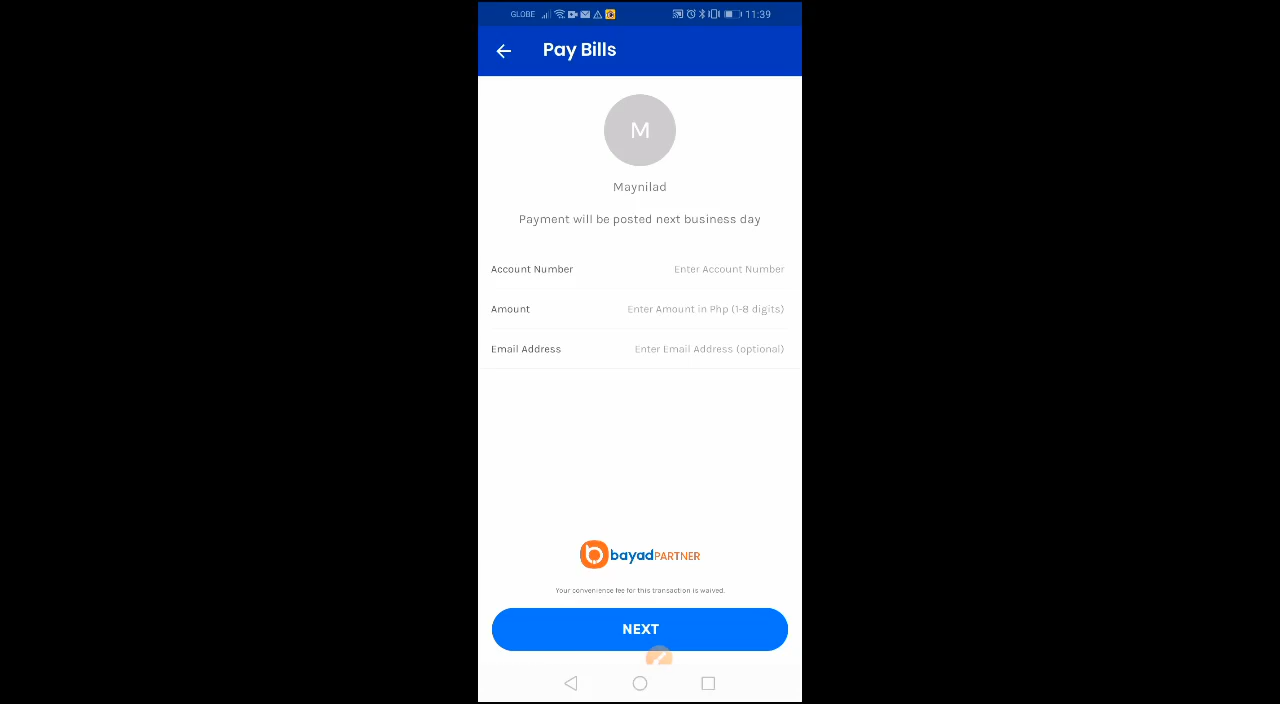 GLOBE 11:39
Pay Bills
M
Maynilad
Payment will be posted next business day
Account Number Enter Account Number
Amount Enter Amount in Php (1-8 digits)
Email Address Enter Email Address (optional)
bayad PARTNER
Your convenience fee for this transaction is waived.
NEXT